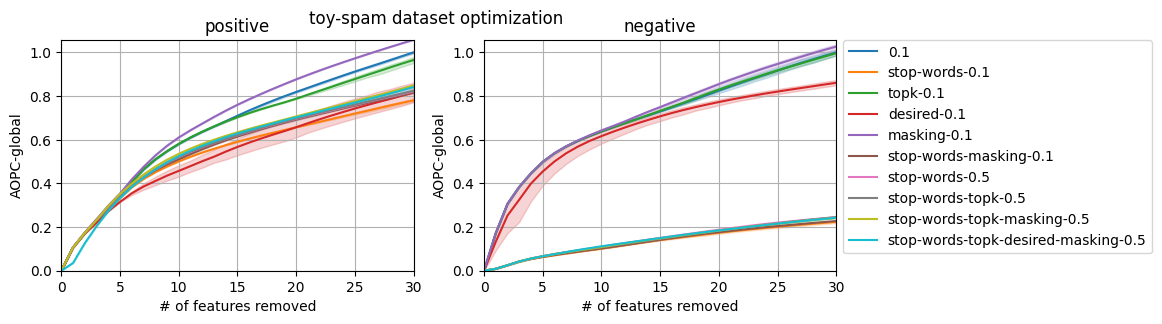 toy-spam dataset optimization
positive
1.0
0.8
0.6
0.4
0.2
0.0
AOPC-global
0 5 10 15 20 25 30
# of features removed
negative
1.0
0.8
0.6
0.4
0.2
0.0
AOPC-global
0 5 10 15 20 25 30
# of features removed
0.1
stop-words-0.1
topk-0.1
desired-0.1
masking-0.1
stop-words-masking-0.1
stop-words-0.5
stop-words-topk-0.5
stop-words-topk-masking-0.5
stop-words-topk-desired-masking-0.5